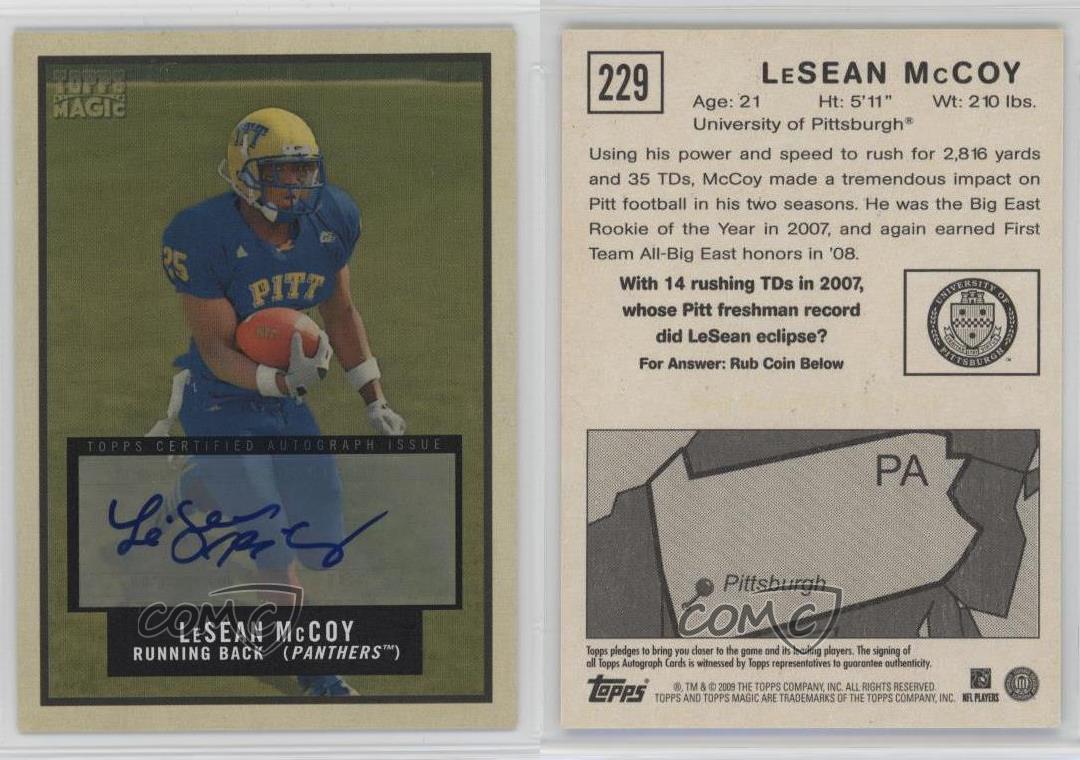 TOPPS
MAGIC
PITT
25
PITT
TOPPS CERTIFIED AUTOGRAPH ISSUE
LeSean McCoy
COMC
LeSEAN McCOY
RUNNING BACK (PANTHERS™)
229
LeSEAN McCOY
Age: 21 Ht: 5'11" Wt: 210 lbs.
University of Pittsburgh®
Using his power and speed to rush for 2,816 yards
and 35 TDs, McCoy made a tremendous impact on
Pitt football in his two seasons. He was the Big East
Rookie of the Year in 2007, and again earned First
Team All-Big East honors in '08.
With 14 rushing TDs in 2007,
whose Pitt freshman record
did LeSean eclipse?
For Answer: Rub Coin Below
UNIVERSITY OF
PITTSBURGH™
PA
Pittsburgh
COMC
Topps pledges to bring you closer to the game and its leading players. The signing of
all Topps Autograph Cards is witnessed by Topps representatives to guarantee authenticity.
Topps
®, TM & © 2009 THE TOPPS COMPANY, INC. ALL RIGHTS RESERVED.
TOPPS AND TOPPS MAGIC ARE TRADEMARKS OF THE TOPPS COMPANY, INC.
NFL PLAYERS